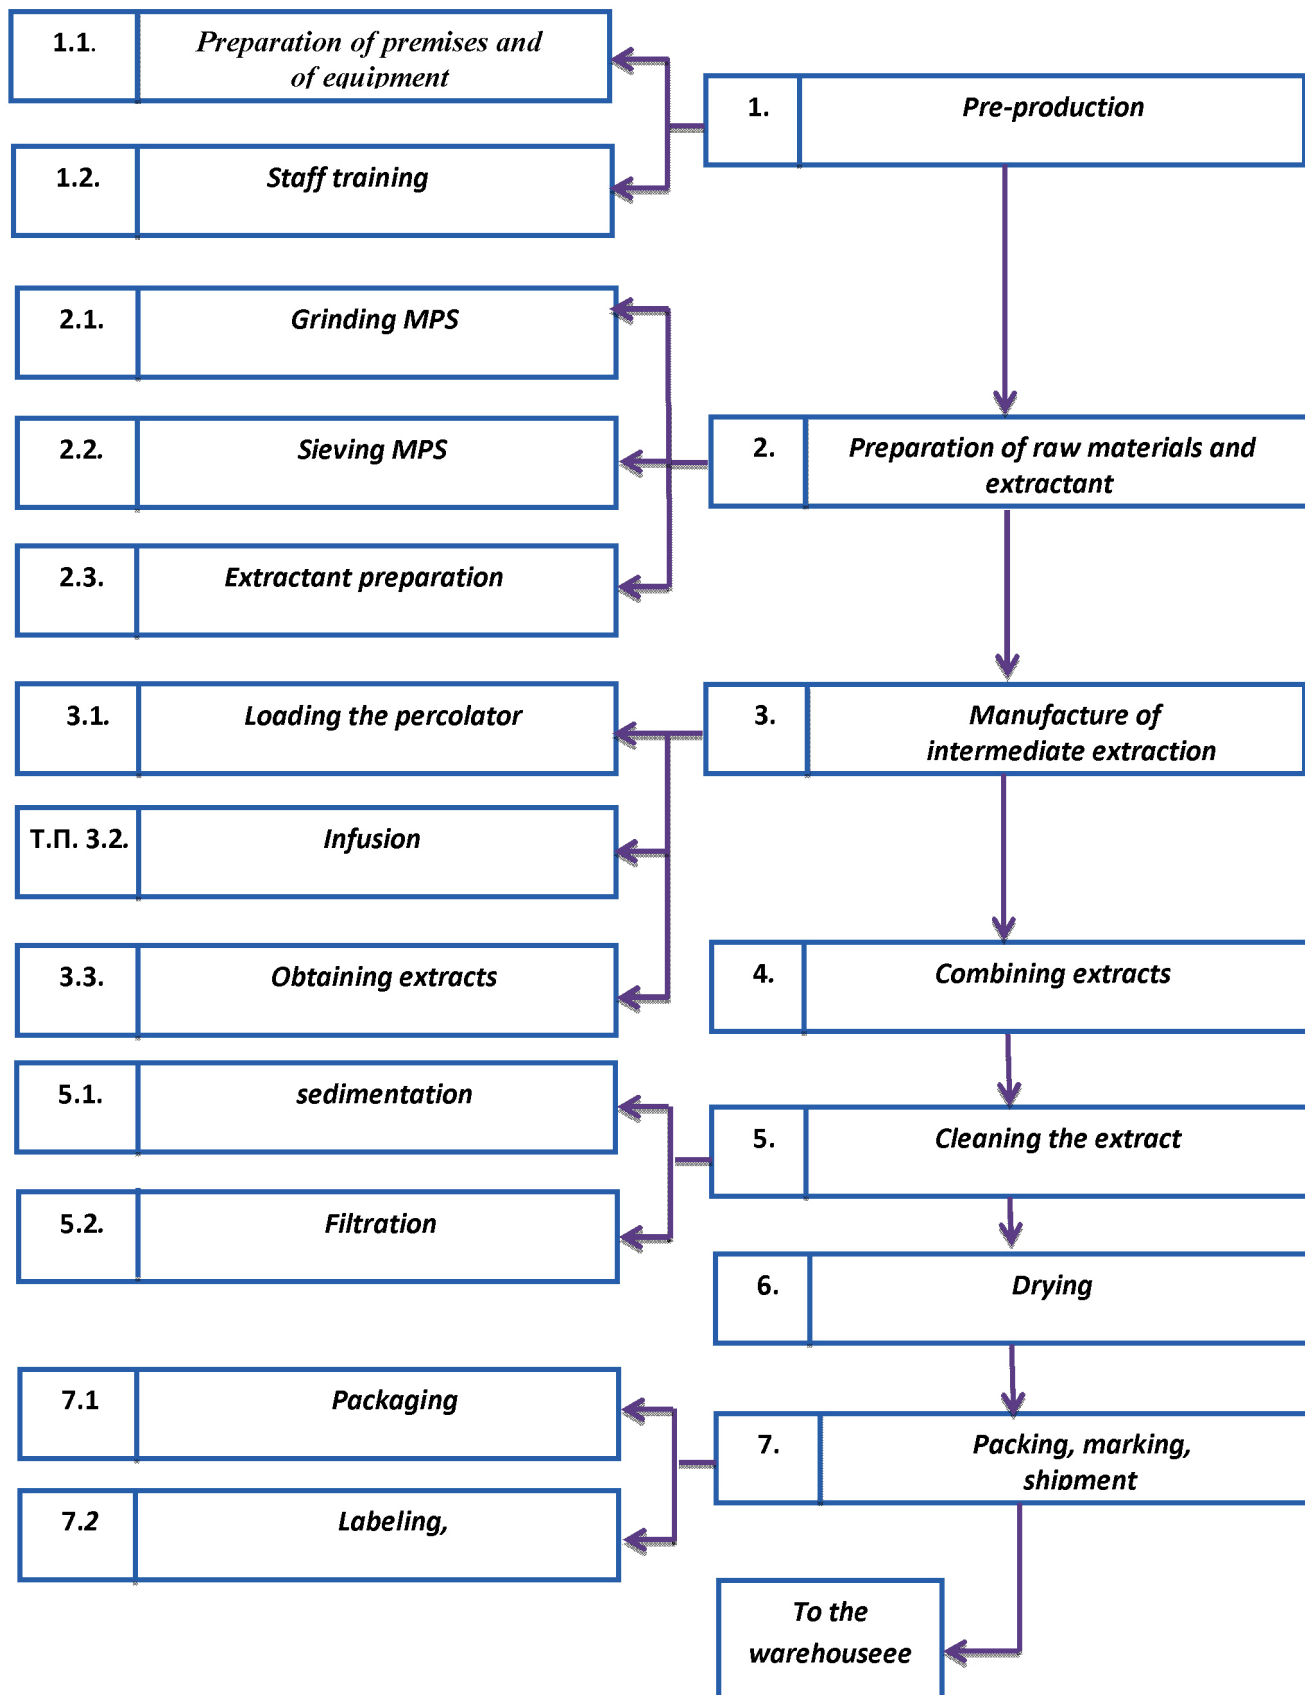 1.1.
Preparation of premises and
of equipment
1.
Pre-production
1.2.
Staff training
2.1.
Grinding MPS
2.2.
Sieving MPS
2.
Preparation of raw materials and
extractant
2.3.
Extractant preparation
3.1.
Loading the percolator
3.
Manufacture of
intermediate extraction
Т.П. 3.2.
Infusion
3.3.
Obtaining extracts
4.
Combining extracts
5.1.
sedimentation
5.
Cleaning the extract
5.2.
Filtration
6.
Drying
7.1
Packaging
7.
Packing, marking,
shipment
7.2
Labeling,
To the
warehouseee